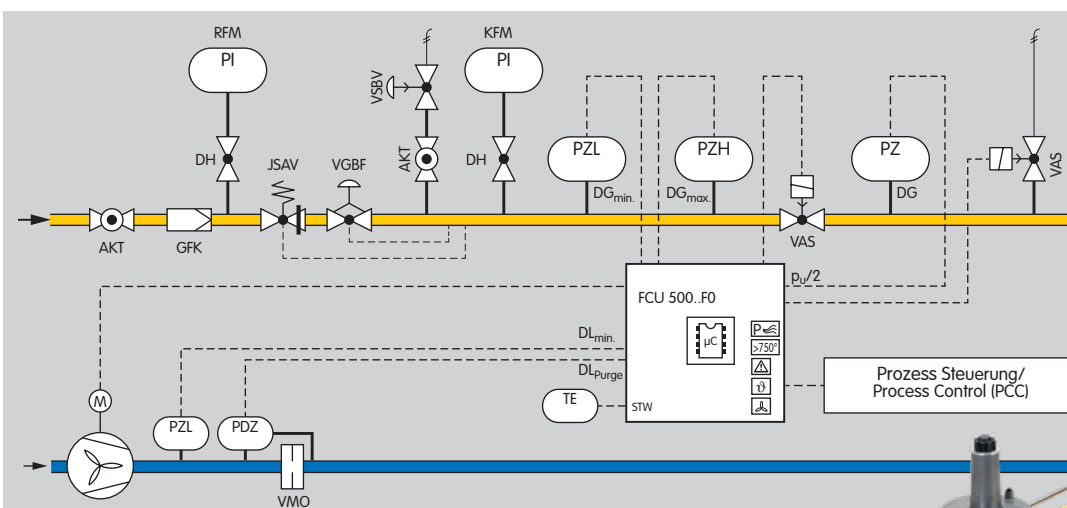 RFM
PI
KFM
PI
VSBV
DH
JSAV
VGBF
AKT
DH
PZL
PZH
PZ
VAS
DGmin.
DGmax.
DG
AKT
GFK
VAS
FCU 500..F0
pu/2
µC
P
>750°
ϑ
DLmin.
DLPurge
TE
STW
Prozess Steuerung/
Process Control (PCC)
M
PZL
PDZ
VMO